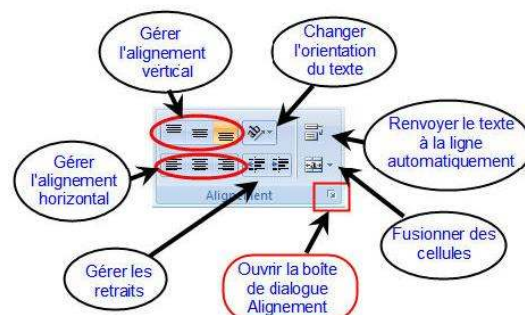 Gérer
l'alignement
vertical
Changer
l'orientation
du texte
Renvoyer le texte
à la ligne
automatiquement
Gérer
l'alignement
horizontal
Alignement
Fusionner des
cellules
Gérer les
retraits
Ouvrir la boîte
de dialogue
Alignement